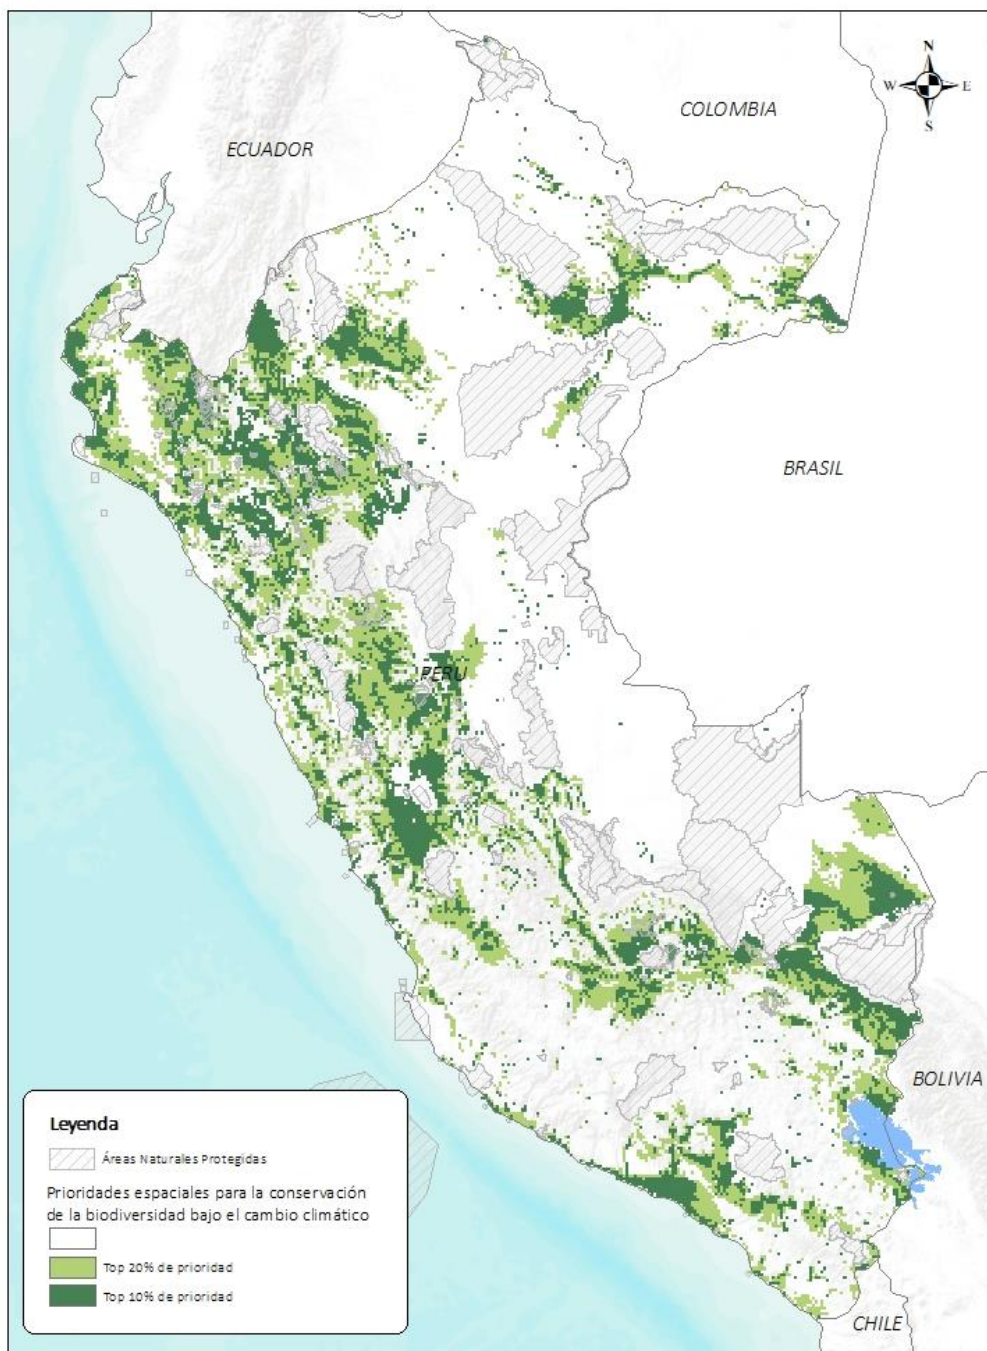 N
W E
S
COLOMBIA
ECUADOR
BRASIL
PERU
BOLIVIA
CHILE
Leyenda
Áreas Naturales Protegidas
Prioridades espaciales para la conservación
de la biodiversidad bajo el cambio climático
Top 20% de prioridad
Top 10% de prioridad